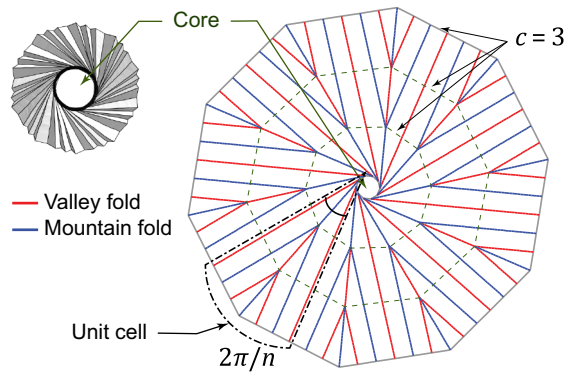 Core
c = 3
Valley fold
Mountain fold
Unit cell
2π/n